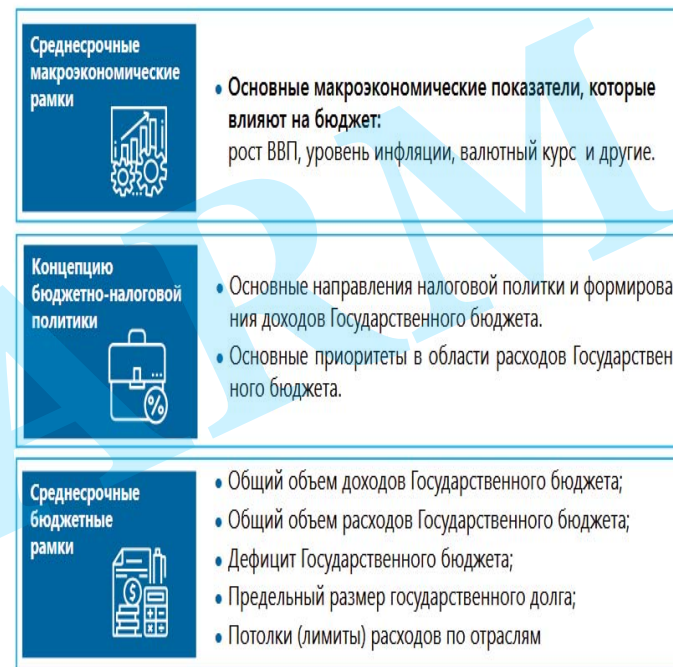 Среднесрочные
макроэкономические
рамки
• Основные макроэкономические показатели, которые
влияют на бюджет:
рост ВВП, уровень инфляции, валютный курс и другие.
Концепцию
бюджетно-налоговой
политики
• Основные направления налоговой политки и формирова
ния доходов Государственного бюджета.
• Основные приоритеты в области расходов Государствен
ного бюджета.
Среднесрочные
бюджетные
рамки
• Общий объем доходов Государственного бюджета;
• Общий объем расходов Государственного бюджета;
• Дефицит Государственного бюджета;
• Предельный размер государственного долга;
• Потолки (лимиты) расходов по отраслям
ARM